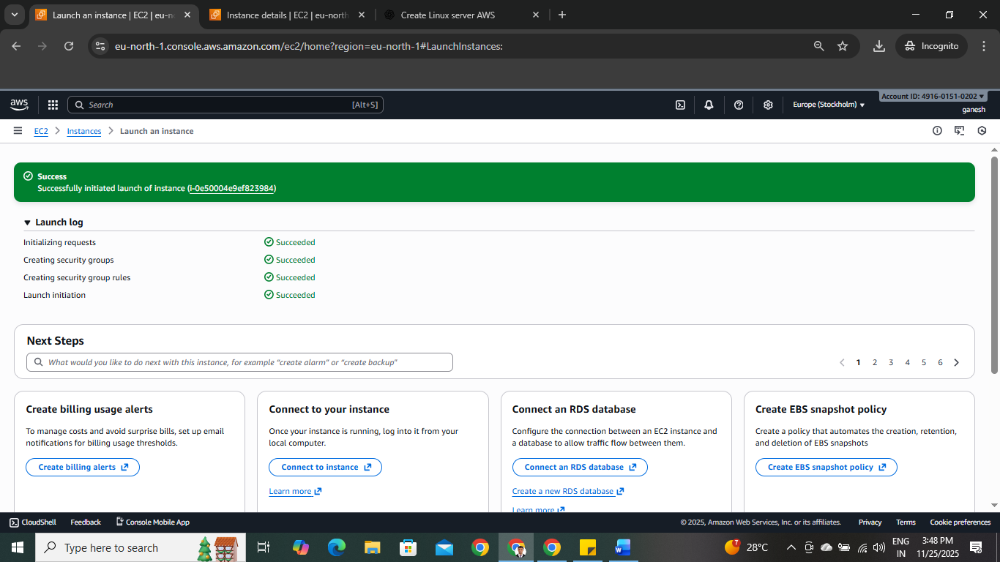 Launch an instance | EC2 | eu-n
Instance details | EC2 | eu-north
Create Linux server AWS
eu-north-1.console.aws.amazon.com/ec2/home?region=eu-north-1#LaunchInstances:
Incognito
aws
Search
[Alt+S]
Europe (Stockholm)
Account ID: 4916-0151-0202
ganesh
EC2
Instances
Launch an instance
Success
Successfully initiated launch of instance (i-0e50004e9ef823984)
Launch log
Initializing requests
Succeeded
Creating security groups
Succeeded
Creating security group rules
Succeeded
Launch initiation
Succeeded
Next Steps
What would you like to do next with this instance, for example "create alarm" or "create backup"
1 2 3 4 5 6
Create billing usage alerts
To manage costs and avoid surprise bills, set up email
notifications for billing usage thresholds.
Create billing alerts
Connect to your instance
Once your instance is running, log into it from your
local computer.
Connect to instance
Learn more
Connect an RDS database
Configure the connection between an EC2 instance and
a database to allow traffic flow between them.
Connect an RDS database
Create a new RDS database
Learn more
Create EBS snapshot policy
Create a policy that automates the creation, retention,
and deletion of EBS snapshots
Create EBS snapshot policy
CloudShell
Feedback
Console Mobile App
© 2025, Amazon Web Services, Inc. or its affiliates.
Privacy
Terms
Cookie preferences
Type here to search
7
28°C
ENG
IN
3:48 PM
11/25/2025